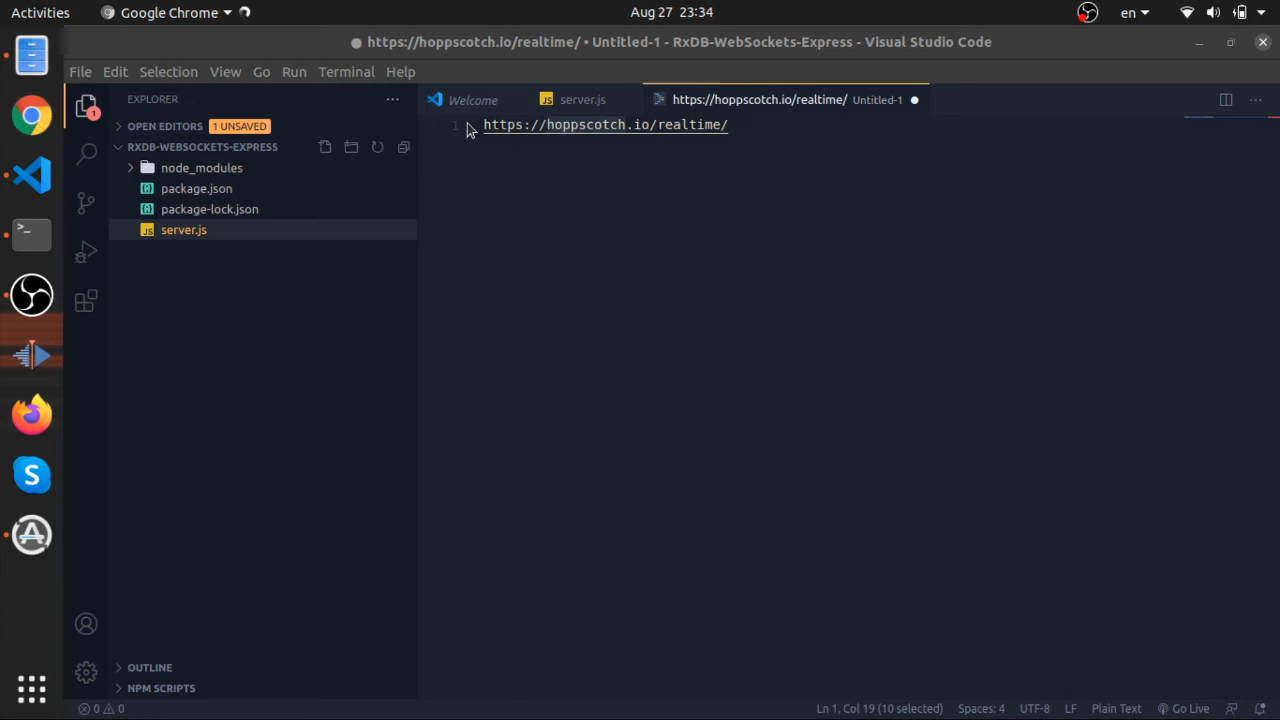 Activities
Google Chrome
Aug 27 23:34
en
https://hoppscotch.io/realtime/ • Untitled-1 - RxDB-WebSockets-Express - Visual Studio Code
File Edit Selection View Go Run Terminal Help
EXPLORER
Welcome
JS server.js
https://hoppscotch.io/realtime/ Untitled-1
1
OPEN EDITORS 1 UNSAVED
1 https://hoppscotch.io/realtime/
RXDB-WEBSOCKETS-EXPRESS
node_modules
package.json
package-lock.json
JS server.js
S
A
OUTLINE
NPM SCRIPTS
0 0
Ln 1, Col 19 (10 selected) Spaces: 4 UTF-8 LF Plain Text Go Live